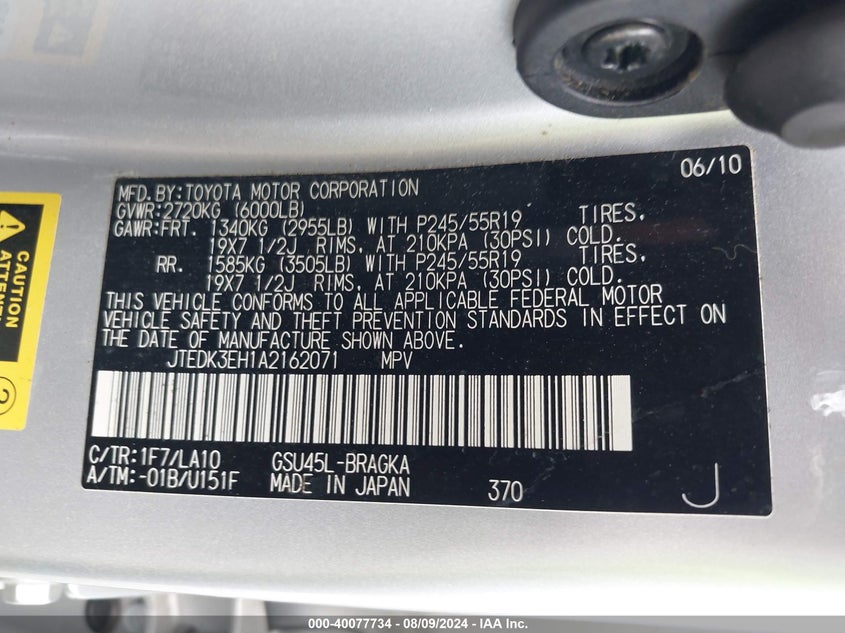 06/10
MFD.BY:TOYOTA MOTOR CORPORATION
GVWR:2720KG (6000LB)
GAWR:FRT. 1340KG (2955LB) WITH P245/55R19 TIRES,
19X7 1/2J RIMS, AT 210KPA (30PSI) COLD.
RR. 1585KG (3505LB) WITH P245/55R19 TIRES,
19X7 1/2J RIMS, AT 210KPA (30PSI) COLD.
THIS VEHICLE CONFORMS TO ALL APPLICABLE FEDERAL MOTOR
VEHICLE SAFETY AND THEFT PREVENTION STANDARDS IN EFFECT ON
THE DATE OF MANUFACTURE SHOWN ABOVE.
JTEDK3EH1A2162071 MPV
C/TR:1F7/LA10 GSU45L-BRAGKA
A/TM:-01B/U151F MADE IN JAPAN 370 J
CAUTION
2
000-40077734 - 08/09/2024 - IAA Inc.